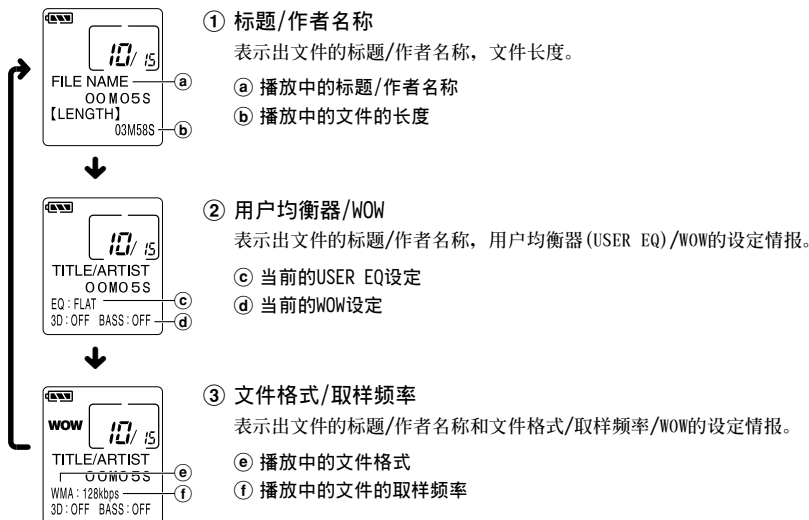 10/ 15
FILE NAME
00M05S
【LENGTH】
03M58S
ⓐ
ⓑ
① 标题/作者名称
表示出文件的标题/作者名称，文件长度。
ⓐ 播放中的标题/作者名称
ⓑ 播放中的文件的长度
10/ 15
TITLE/ARTIST
00M05S
EQ：FLAT
3D：OFF BASS：OFF
ⓒ
ⓓ
② 用户均衡器/WOW
表示出文件的标题/作者名称，用户均衡器(USER EQ)/WOW的设定情报。
ⓒ 当前的USER EQ设定
ⓓ 当前的WOW设定
WOW
10/ 15
TITLE/ARTIST
00M05S
WMA：128kbps
3D：OFF BASS：OFF
ⓔ
ⓕ
③ 文件格式/取样频率
表示出文件的标题/作者名称和文件格式/取样频率/WOW的设定情报。
ⓔ 播放中的文件格式
ⓕ 播放中的文件的取样频率